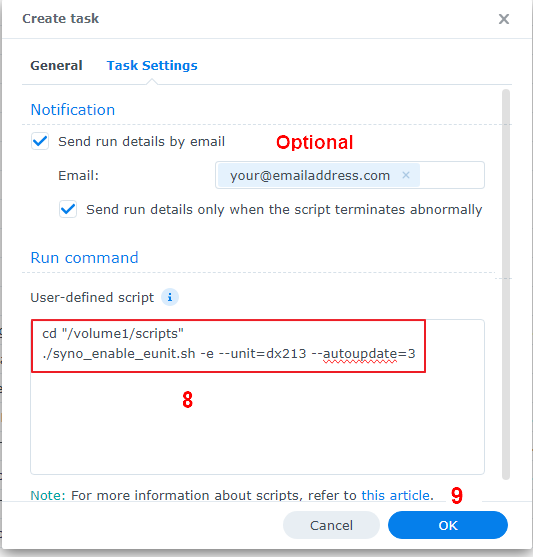 Create task
General Task Settings
Notification
Send run details by email Optional
Email: your@emailaddress.com ×
Send run details only when the script terminates abnormally
Run command
User-defined script i
cd "/volume1/scripts"
./syno_enable_eunit.sh -e --unit=dx213 --autoupdate=3
8
Note: For more information about scripts, refer to this article. 9
Cancel OK